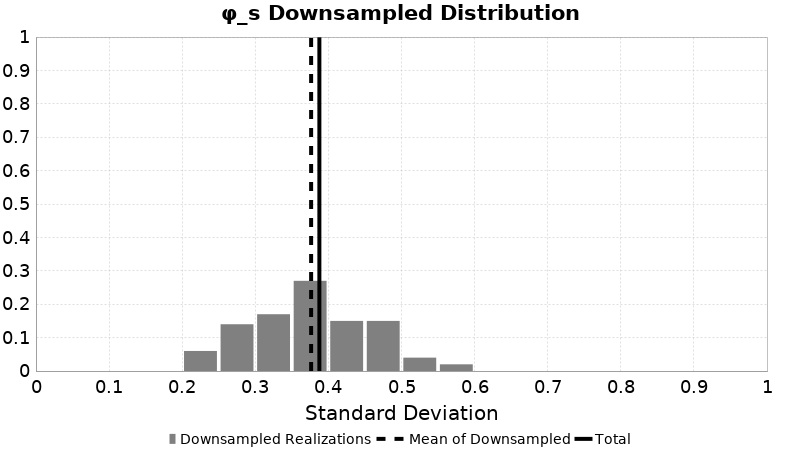 φ_s Downsampled Distribution
1
0.9
0.8
0.7
0.6
0.5
0.4
0.3
0.2
0.1
0
0 0.1 0.2 0.3 0.4 0.5 0.6 0.7 0.8 0.9 1
Standard Deviation
Downsampled Realizations Mean of Downsampled Total